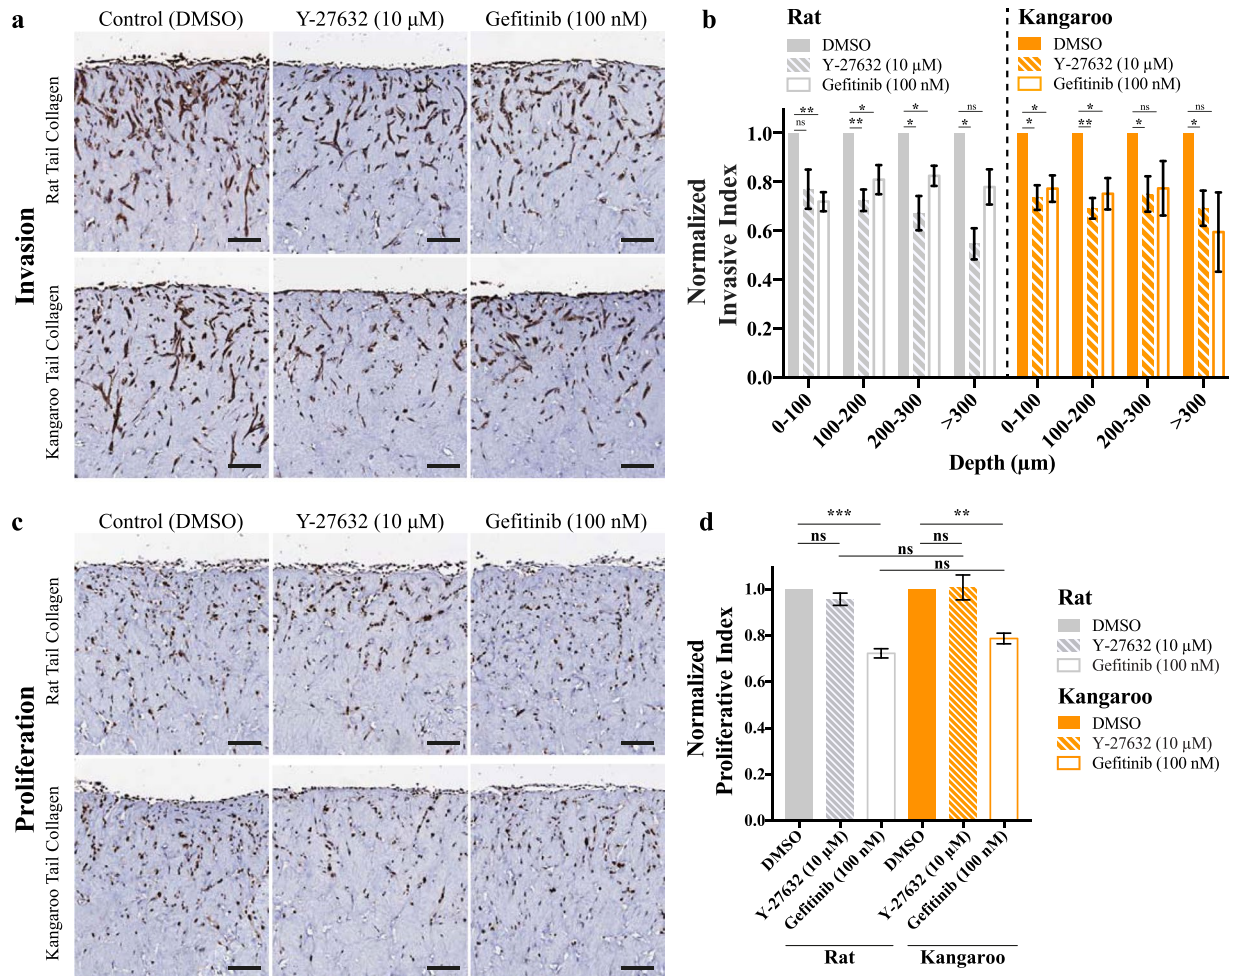 a
Control (DMSO)
Y-27632 (10 µM)
Gefitinib (100 nM)
Invasion
Rat Tail Collagen
Kangaroo Tail Collagen
b
Rat
DMSO
Y-27632 (10 µM)
Gefitinib (100 nM)
Kangaroo
DMSO
Y-27632 (10 µM)
Gefitinib (100 nM)
** * * ns * * ns ns
ns ** * * * ** * *
Normalized
Invasive Index
1.0
0.8
0.6
0.4
0.2
0.0
0-100
100-200
200-300
>300
0-100
100-200
200-300
>300
Depth (µm)
c
Control (DMSO)
Y-27632 (10 µM)
Gefitinib (100 nM)
Proliferation
Rat Tail Collagen
Kangaroo Tail Collagen
d
*** **
ns ns
ns
ns
Normalized
Proliferative Index
1.0
0.8
0.6
0.4
0.2
0.0
DMSO
Y-27632 (10 µM)
Gefitinib (100 nM)
DMSO
Y-27632 (10 µM)
Gefitinib (100 nM)
Rat
Kangaroo
Rat
DMSO
Y-27632 (10 µM)
Gefitinib (100 nM)
Kangaroo
DMSO
Y-27632 (10 µM)
Gefitinib (100 nM)